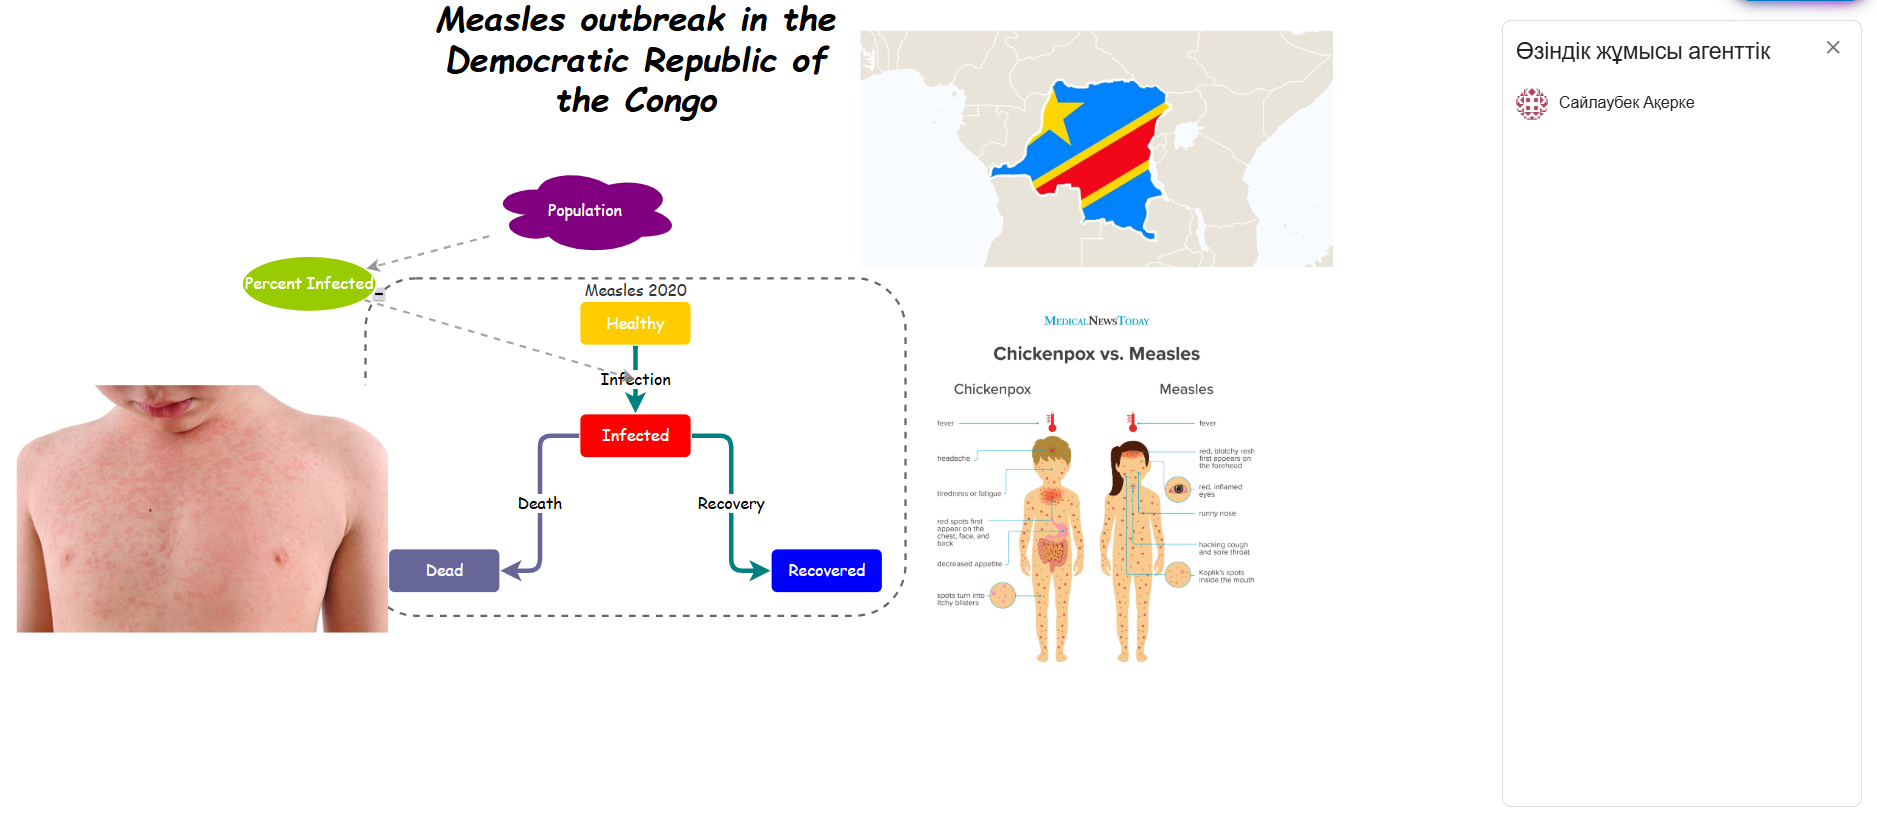 Measles outbreak in the
Democratic Republic of
the Congo
Population
Percent Infected
Measles 2020
Healthy
Infection
Infected
Death
Recovery
Dead
Recovered
MEDICALNEWSTODAY
Chickenpox vs. Measles
Chickenpox
Measles
fever
headache
tiredness or fatigue
red spots first
appear on the
chest, face, and
back
decreased appetite
spots turn into
itchy blisters
fever
red, blotchy rash
first appears on
the forehead
red, inflamed
eyes
runny nose
hacking cough
and sore throat
Koplik's spots
inside the mouth
Өзіндік жұмысы агенттік
Сайлаубек Ақерке